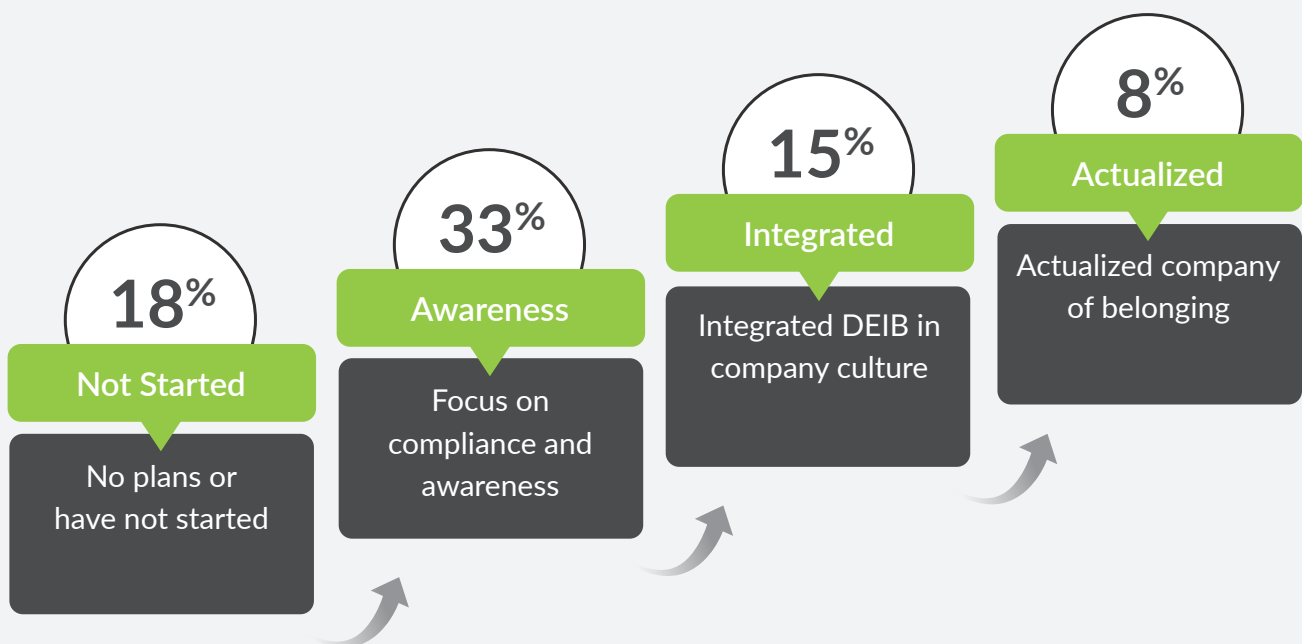 18%
Not Started
No plans or
have not started
33%
Awareness
Focus on
compliance and
awareness
15%
Integrated
Integrated DEIB in
company culture
8%
Actualized
Actualized company
of belonging